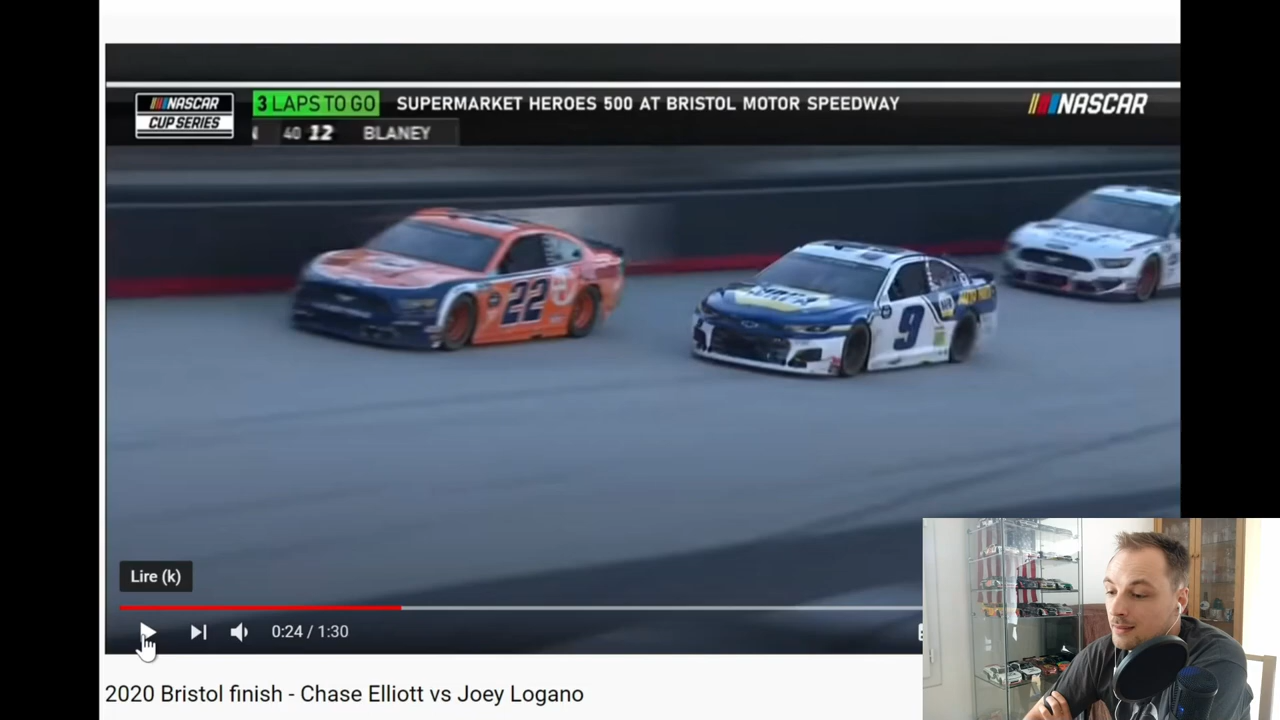 NASCAR
CUP SERIES
3 LAPS TO GO
SUPERMARKET HEROES 500 AT BRISTOL MOTOR SPEEDWAY
NASCAR
N 40 12 BLANEY
22
9
Lire (k)
0:24 / 1:30
2020 Bristol finish - Chase Elliott vs Joey Logano